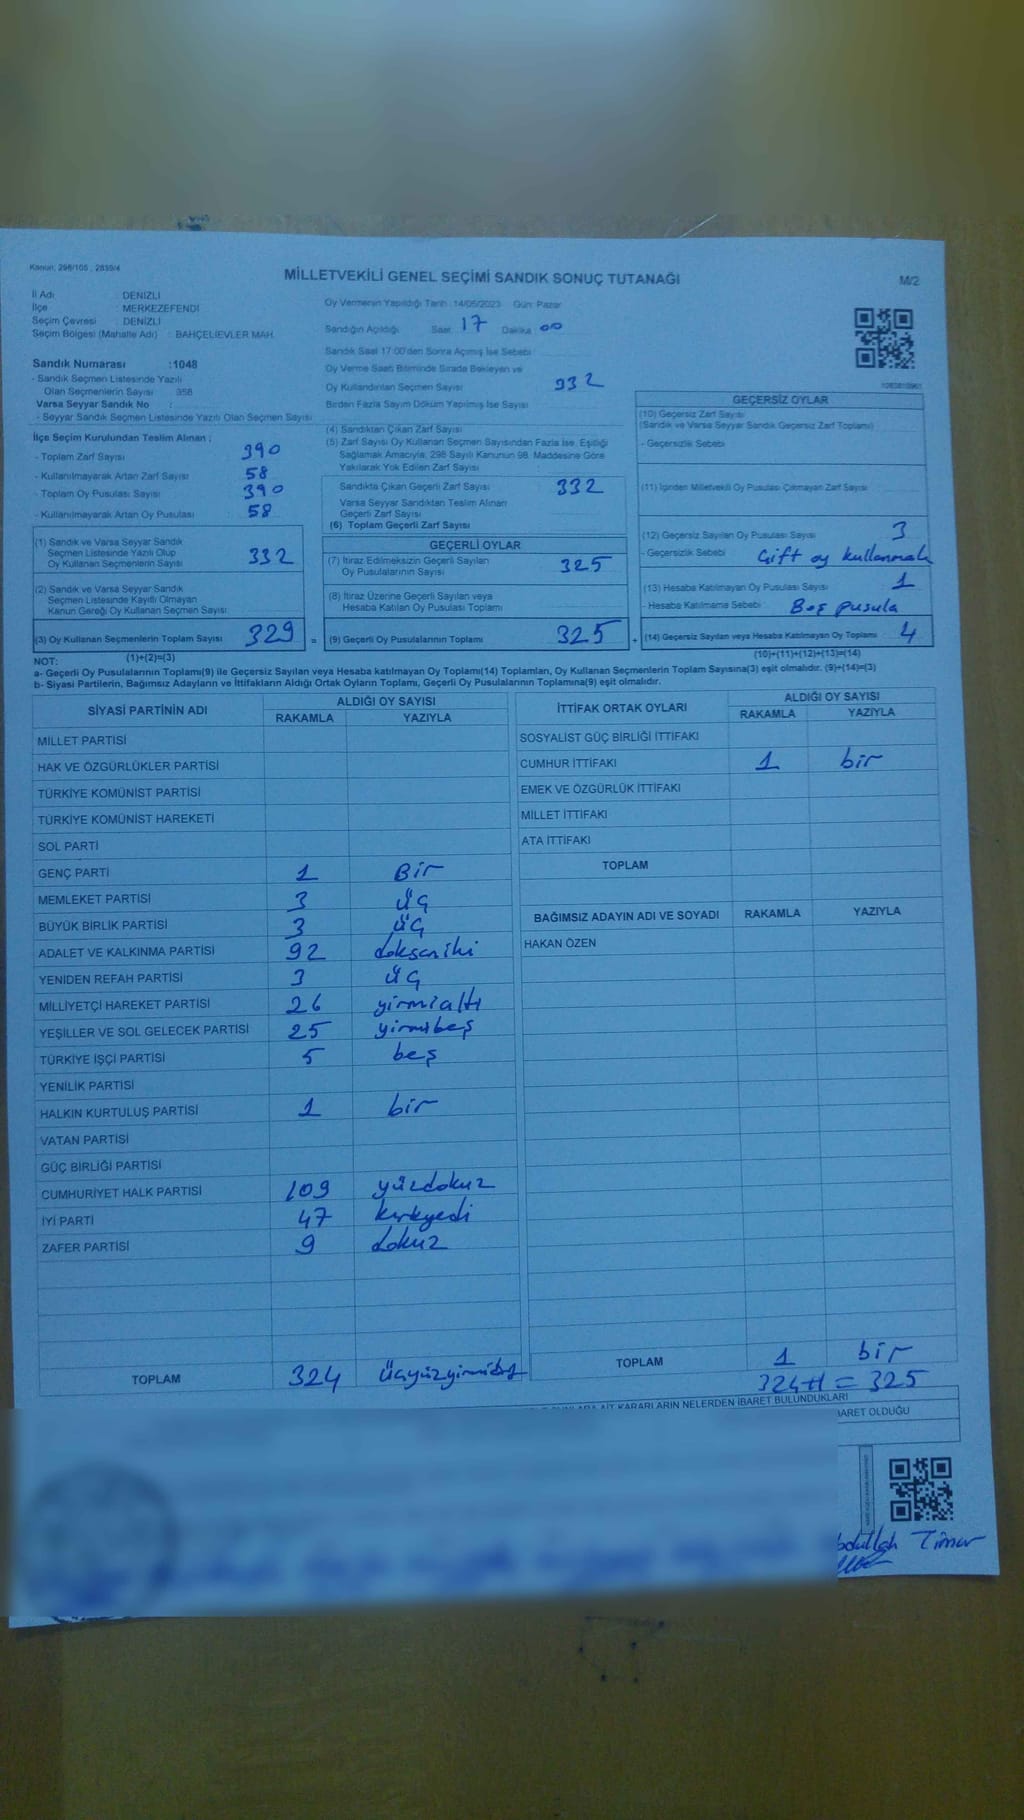 Kanun: 298/105 , 2839/4
MİLLETVEKİLİ GENEL SEÇİMİ SANDIK SONUÇ TUTANAĞI
M/2
İl Adı : DENİZLİ
İlçe : MERKEZEFENDİ
Seçim Çevresi : DENİZLİ
Seçim Bölgesi (Mahalle Adı) : BAHÇELİEVLER MAH.
Sandık Numarası :1048
- Sandık Seçmen Listesinde Yazılı
Olan Seçmenlerin Sayısı : 358
Varsa Seyyar Sandık No :
- Seyyar Sandık Seçmen Listesinde Yazılı Olan Seçmen Sayısı :
İlçe Seçim Kurulundan Teslim Alınan ;
- Toplam Zarf Sayısı : 390
- Kullanılmayarak Artan Zarf Sayısı : 58
- Toplam Oy Pusulası Sayısı : 390
- Kullanılmayarak Artan Oy Pusulası : 58
Oy Vermenin Yapıldığı Tarih : 14/05/2023 Gün: Pazar
Sandığın Açıldığı Saat : 17 Dakika : 00
Sandık Saat 17:00'den Sonra Açımış İse Sebebi :
Oy Verme Saati Bitiminde Sırada Bekleyen ve
Oy Kullandırılan Seçmen Sayısı : 332
Birden Fazla Sayım Döküm Yapılmış İse Sayısı :
(4) Sandıktan Çıkan Zarf Sayısı :
(5) Zarf Sayısı Oy Kullanan Seçmen Sayısından Fazla İse, Eşitliği
Sağlamak Amacıyla, 298 Sayılı Kanunun 98. Maddesine Göre
Yakılarak Yok Edilen Zarf Sayısı :
Sandıkta Çıkan Geçerli Zarf Sayısı : 332
Varsa Seyyar Sandıktan Teslim Alınan
Geçerli Zarf Sayısı :
(6) Toplam Geçerli Zarf Sayısı
GEÇERSİZ OYLAR
(10) Geçersiz Zarf Sayısı :
(Sandık ve Varsa Seyyar Sandık Geçersiz Zarf Toplamı)
- Geçersizlik Sebebi :
(11) İçinden Milletvekili Oy Pusulası Çıkmayan Zarf Sayısı :
(12) Geçersiz Sayılan Oy Pusulası Sayısı : 3
- Geçersizlik Sebebi : Çift oy kullanmak
(13) Hesaba Katılmayan Oy Pusulası Sayısı : 1
- Hesaba Katılmama Sebebi : Boş pusula
(1) Sandık ve Varsa Seyyar Sandık
Seçmen Listesinde Yazılı Olup
Oy Kullanan Seçmenlerin Sayısı : 332
(2) Sandık ve Varsa Seyyar Sandık
Seçmen Listesinde Kayıtlı Olmayan
Kanun Gereği Oy Kullanan Seçmen Sayısı :
GEÇERLİ OYLAR
(7) İtiraz Edilmeksizin Geçerli Sayılan
Oy Pusulalarının Sayısı : 325
(8) İtiraz Üzerine Geçerli Sayılan veya
Hesaba Katılan Oy Pusulası Toplamı :
(3) Oy Kullanan Seçmenlerin Toplam Sayısı : 329 = (9) Geçerli Oy Pusulalarının Toplamı : 325 + (14) Geçersiz Sayılan veya Hesaba Katılmayan Oy Toplamı : 4
(1)+(2)=(3)
(10)+(11)+(12)+(13)=(14)
NOT:
a- Geçerli Oy Pusulalarının Toplamı(9) ile Geçersiz Sayılan veya Hesaba katılmayan Oy Toplamı(14) Toplamları, Oy Kullanan Seçmenlerin Toplam Sayısına(3) eşit olmalıdır. (9)+(14)=(3)
b- Siyasi Partilerin, Bağımsız Adayların ve İttifakların Aldığı Ortak Oyların Toplamı, Geçerli Oy Pusulalarının Toplamına(9) eşit olmalıdır.
SİYASİ PARTİNİN ADI ALDIĞI OY SAYISI
RAKAMLA YAZIYLA
MİLLET PARTİSİ
HAK VE ÖZGÜRLÜKLER PARTİSİ
TÜRKİYE KOMÜNİST PARTİSİ
TÜRKİYE KOMÜNİST HAREKETİ
SOL PARTİ
GENÇ PARTİ 1 Bir
MEMLEKET PARTİSİ 3 üç
BÜYÜK BİRLİK PARTİSİ 3 üç
ADALET VE KALKINMA PARTİSİ 92 doksaniki
YENİDEN REFAH PARTİSİ 3 üç
MİLLİYETÇİ HAREKET PARTİSİ 26 yirmialtı
YEŞİLLER VE SOL GELECEK PARTİSİ 25 yirmibeş
TÜRKİYE İŞÇİ PARTİSİ 5 beş
YENİLİK PARTİSİ
HALKIN KURTULUŞ PARTİSİ 1 bir
VATAN PARTİSİ
GÜÇ BİRLİĞİ PARTİSİ
CUMHURİYET HALK PARTİSİ 109 yüzdokuz
İYİ PARTİ 47 kırkyedi
ZAFER PARTİSİ 9 dokuz
TOPLAM 324
İTTİFAK ORTAK OYLARI ALDIĞI OY SAYISI
RAKAMLA YAZIYLA
SOSYALİST GÜÇ BİRLİĞİ İTTİFAKI
CUMHUR İTTİFAKI 1 bir
EMEK VE ÖZGÜRLÜK İTTİFAKI
MİLLET İTTİFAKI
ATA İTTİFAKI
TOPLAM
BAĞIMSIZ ADAYIN ADI VE SOYADI RAKAMLA YAZIYLA
HAKAN ÖZEN
TOPLAM 1 bir
324+1 = 325
AİT KARARLARIN NELERDEN İBARET BULUNDUKLARI
İBARET OLDUĞU